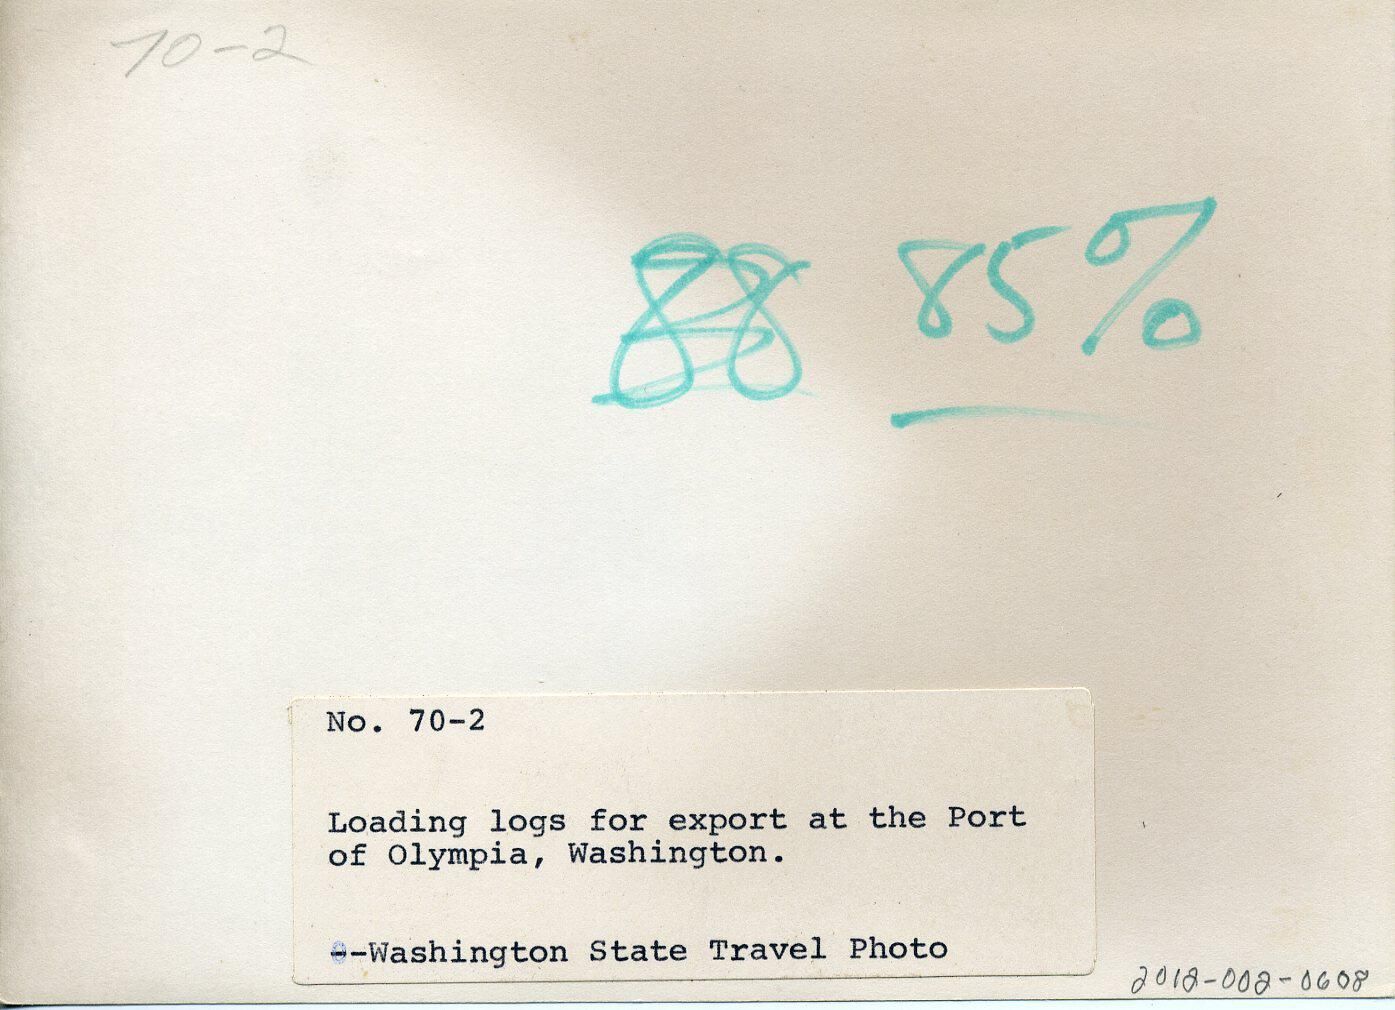 70-2
88 85%
No. 70-2
Loading logs for export at the Port
of Olympia, Washington.
-Washington State Travel Photo
2018-002-0608